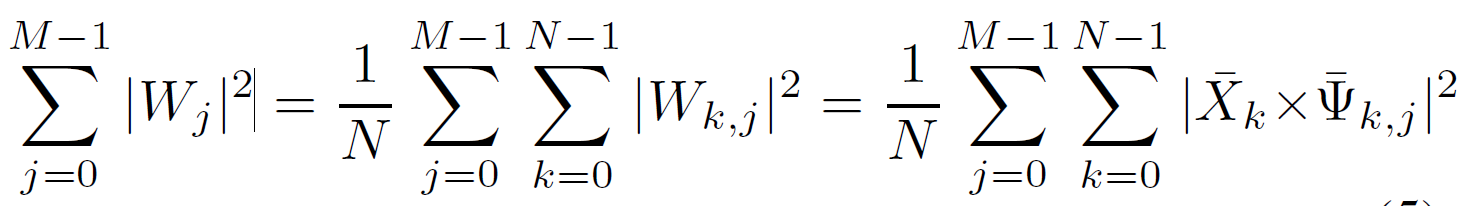 \sum_{j=0}^{M-1} |W_j|^2 = \frac{1}{N} \sum_{j=0}^{M-1} \sum_{k=0}^{N-1} |W_{k,j}|^2 = \frac{1}{N} \sum_{j=0}^{M-1} \sum_{k=0}^{N-1} |\bar{X}_k \times \bar{\Psi}_{k,j}|^2